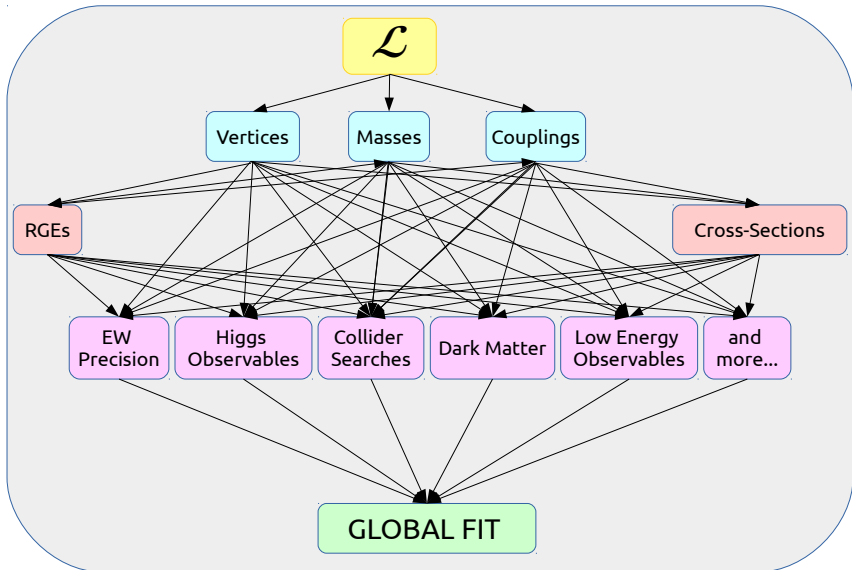 ℒ
Vertices
Masses
Couplings
RGEs
Cross-Sections
EW
Precision
Higgs
Observables
Collider
Searches
Dark Matter
Low Energy
Observables
and
more...
GLOBAL FIT